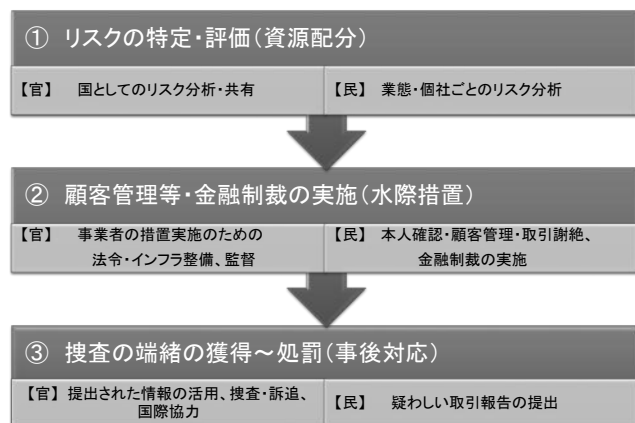 ① リスクの特定・評価(資源配分)
【官】 国としてのリスク分析・共有
【民】 業態・個社ごとのリスク分析
② 顧客管理等・金融制裁の実施(水際措置)
【官】 事業者の措置実施のための
法令・インフラ整備、監督
【民】 本人確認・顧客管理・取引謝絶、
金融制裁の実施
③ 捜査の端緒の獲得～処罰(事後対応)
【官】 提出された情報の活用、捜査・訴追、
国際協力
【民】 疑わしい取引報告の提出